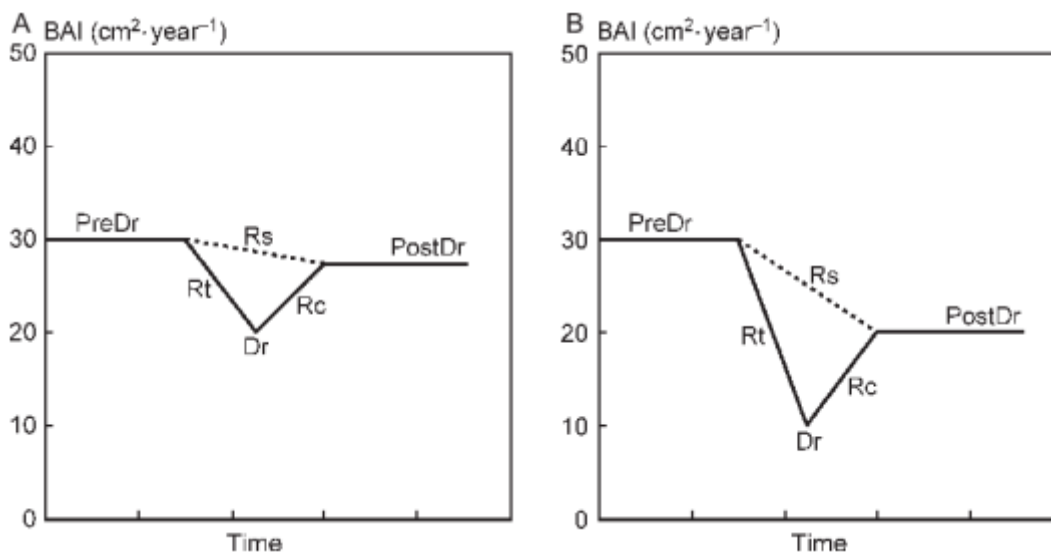 A BAI (cm²·year⁻¹)
50
40
30
20
10
0
PreDr
Rs
PostDr
Rt
Rc
Dr
Time
B BAI (cm²·year⁻¹)
50
40
30
20
10
0
PreDr
Rs
PostDr
Rt
Rc
Dr
Time